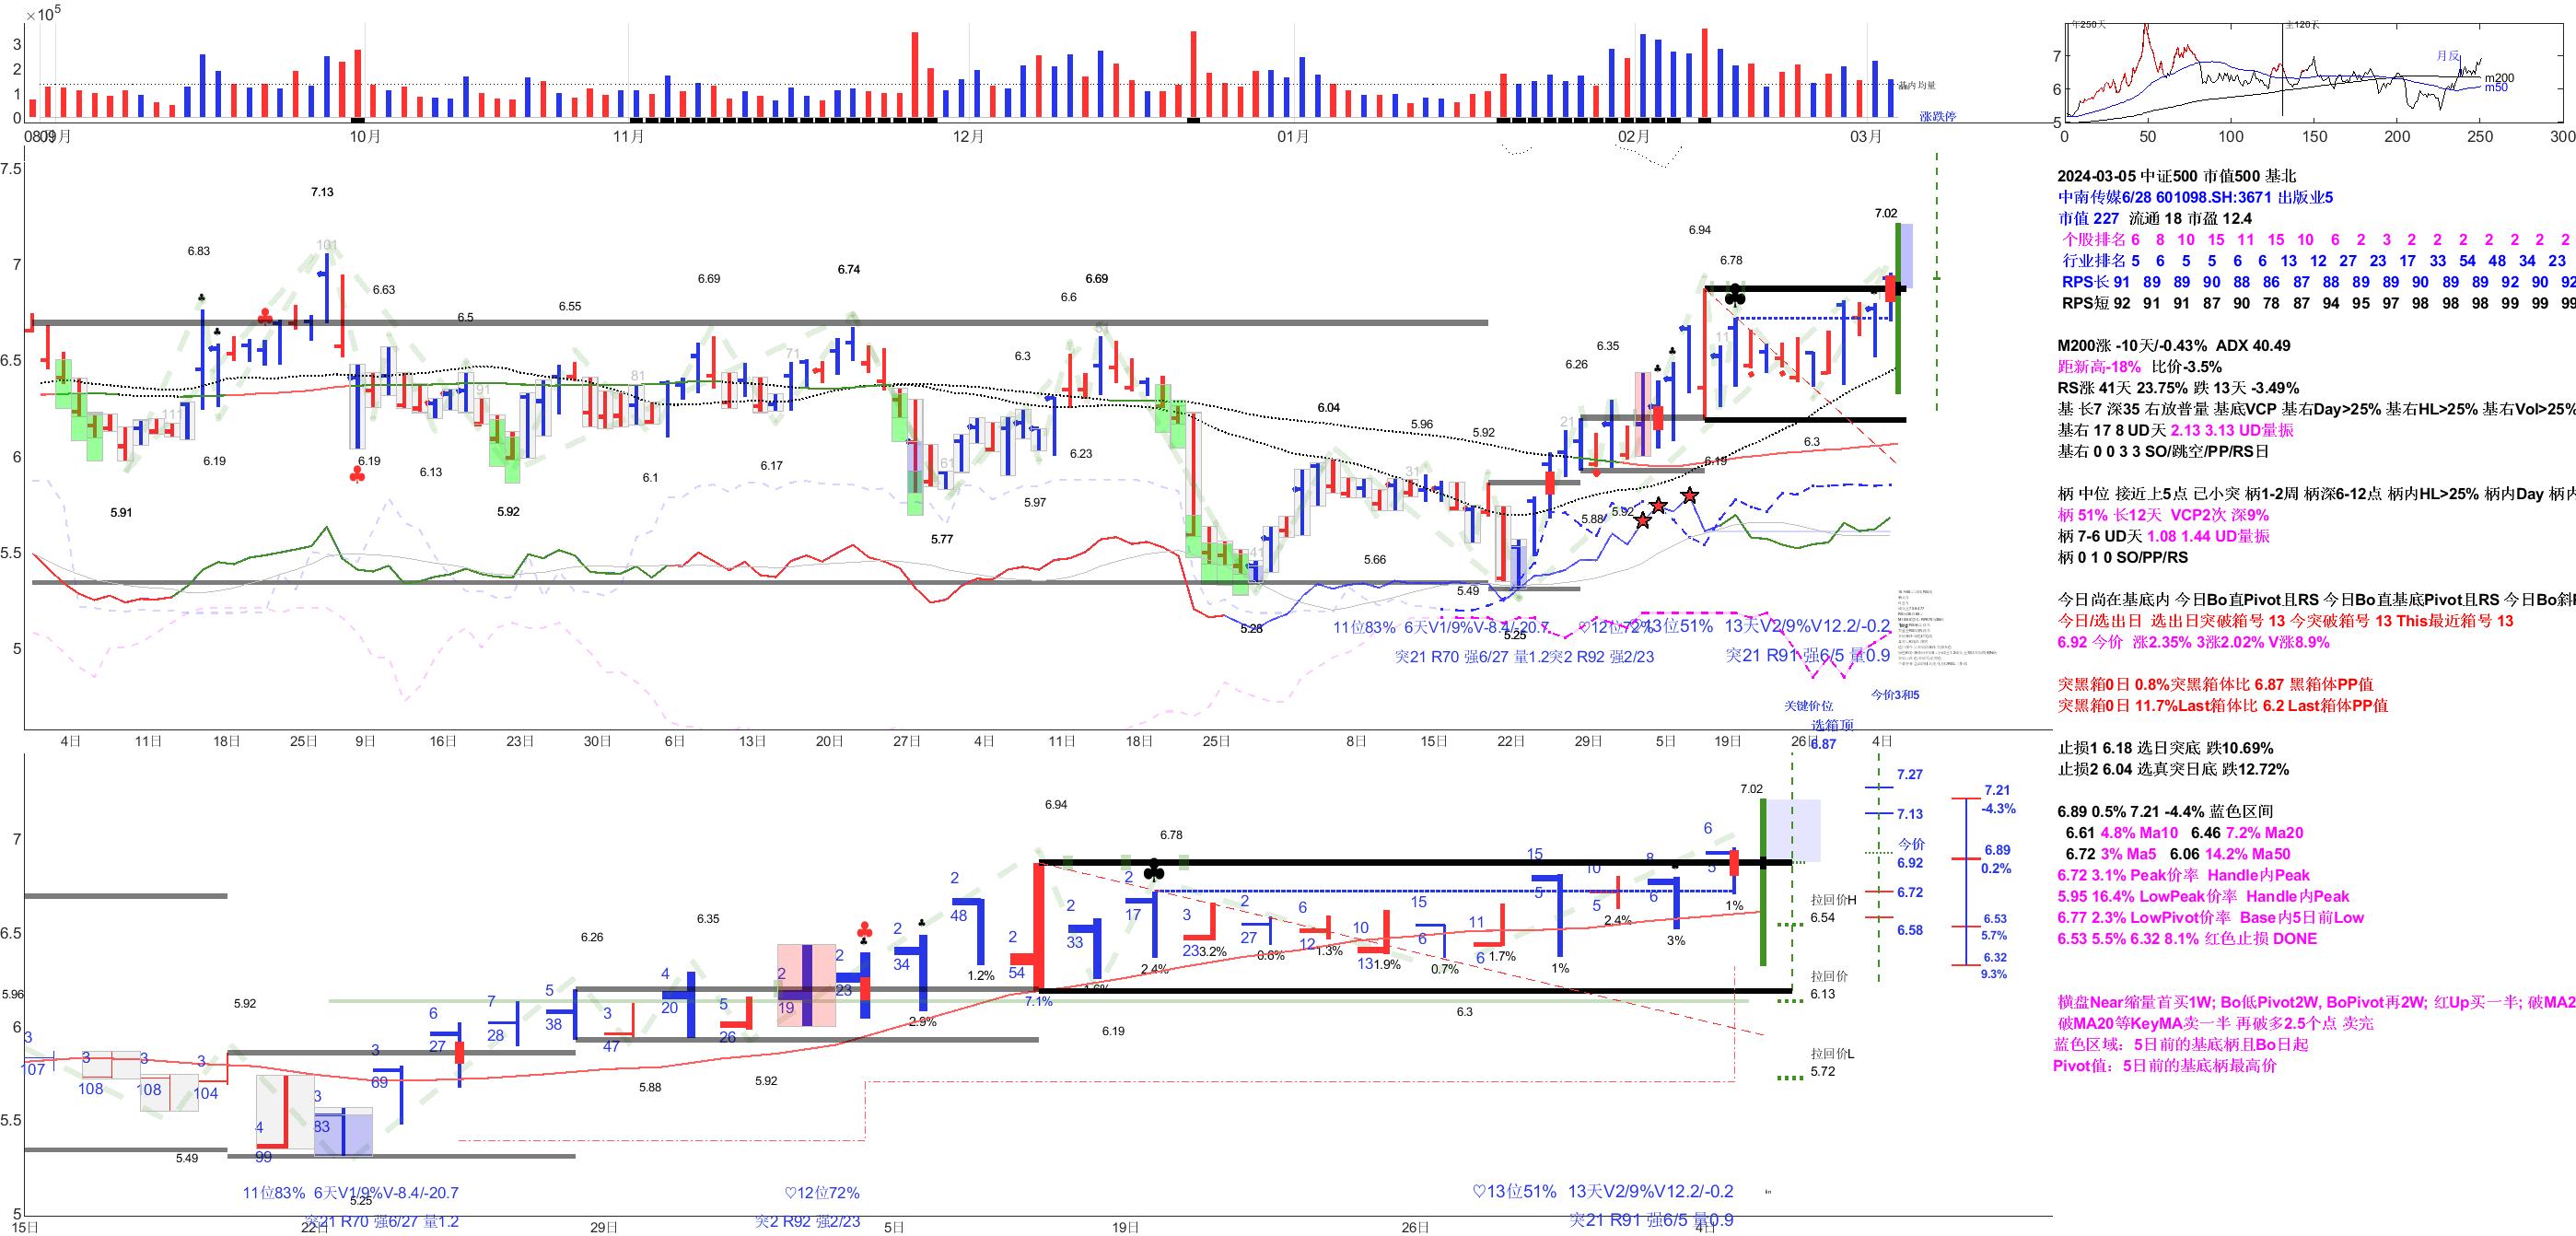 ×10⁵
3
2
1
0
基内均量
涨跌停
0809月 10月 11月 12月 01月 02月 03月
年250天 主120天
月反
m200
m50
7
6
5
0 50 100 150 200 250 300
7.5
7
6.5
6
5.5
5
7.13
6.83
101
6.63
6.5
6.55
6.69
6.74
6.6
6.69
6.3
6.04
5.96
5.92
6.26
6.35
6.94
6.78
7.02
111
91
81
71
61
41
31
21
11
5.91
6.19
6.19
6.13
5.92
6.1
6.17
5.77
5.97
6.23
5.28
5.66
5.49
5.25
5.88
5.92
6.19
6.3
11位83% 6天V1/9%V-8.4/-20.7
♡12位72%
♡13位51% 13天V2/9%V12.2/-0.2
突21 R70 强6/27 量1.2
突2 R92 强2/23
突21 R91 强6/5 量0.9
今价3和5
关键价位
选箱顶
6.87
4日 11日 18日 25日 9日 16日 23日 30日 6日 13日 20日 27日 4日 11日 18日 25日 8日 15日 22日 29日 5日 19日 26日 4日
2024-03-05 中证500 市值500 基北
中南传媒6/28 601098.SH:3671 出版业5
市值 227 流通 18 市盈 12.4
个股排名 6 8 10 15 11 15 10 6 2 3 2 2 2 2 2 2 2
行业排名 5 6 5 5 6 6 13 12 27 23 17 33 54 48 34 23
RPS长 91 89 89 90 88 86 87 88 89 89 90 89 89 92 90 92
RPS短 92 91 91 87 90 78 87 94 95 97 98 98 98 99 99 99
M200涨 -10天/-0.43% ADX 40.49
距新高-18% 比价-3.5%
RS涨 41天 23.75% 跌 13天 -3.49%
基 长7 深35 右放普量 基底VCP 基右Day>25% 基右HL>25% 基右Vol>25%
基右 17 8 UD天 2.13 3.13 UD量振
基右 0 0 3 3 SO/跳空/PP/RS日
柄 中位 接近上5点 己小突 柄1-2周 柄深6-12点 柄内HL>25% 柄内Day 柄内
柄 51% 长12天 VCP2次 深9%
柄 7-6 UD天 1.08 1.44 UD量振
柄 0 1 0 SO/PP/RS
今日尚在基底内 今日Bo直Pivot且RS 今日Bo直基底Pivot且RS 今日Bo斜
今日/选出日 选出日突破箱号 13 今突破箱号 13 This最近箱号 13
6.92 今价 涨2.35% 3涨2.02% V涨8.9%
突黑箱0日 0.8%突黑箱体比 6.87 黑箱体PP值
突黑箱0日 11.7%Last箱体比 6.2 Last箱体PP值
止损1 6.18 选日突底 跌10.69%
止损2 6.04 选真突日底 跌12.72%
6.89 0.5% 7.21 -4.4% 蓝色区间
6.61 4.8% Ma10 6.46 7.2% Ma20
6.72 3% Ma5 6.06 14.2% Ma50
6.72 3.1% Peak价率 Handle内Peak
5.95 16.4% LowPeak价率 Handle内Peak
6.77 2.3% LowPivot价率 Base内5日前Low
6.53 5.5% 6.32 8.1% 红色止损 DONE
横盘Near缩量首买1W; Bo低Pivot2W, BoPivot再2W; 红Up买一半; 破MA2
破MA20等KeyMA卖一半 再破多2.5个点 卖完
蓝色区域：5日前的基底柄且Bo日起
Pivot值：5日前的基底柄最高价
7
6.5
6
5.5
5
5.96
5.92
5.49
5.25
6.26
6.35
5.88
5.92
6.94
6.78
6.19
6.3
7.02
3 107
3 108
3 108
3 104
4 99
3 83
3 69
6 27
7 28
5 38
3 47
4 20
5 26
2 19
2 23
2 34
2 48
2 54
2 33
2 17
3 23
2 27
6 12
10 13
15 6
11 6
15 5
10 5
8 6
6 5
2.9%
1.2%
7.1%
1.6%
2.4%
3.2%
0.6%
1.3%
1.9%
0.7%
1.7%
1%
2.4%
3%
1%
拉回价H
6.54
拉回价
6.13
拉回价L
5.72
7.27
7.13
今价
6.92
6.72
6.58
7.21
-4.3%
6.89
0.2%
6.53
5.7%
6.32
9.3%
11位83% 6天V1/9%V-8.4/-20.7
♡12位72%
♡13位51% 13天V2/9%V12.2/-0.2
突21 R70 强6/27 量1.2
突2 R92 强2/23
突21 R91 强6/5 量0.9
15日 22日 29日 5日 19日 26日 4日